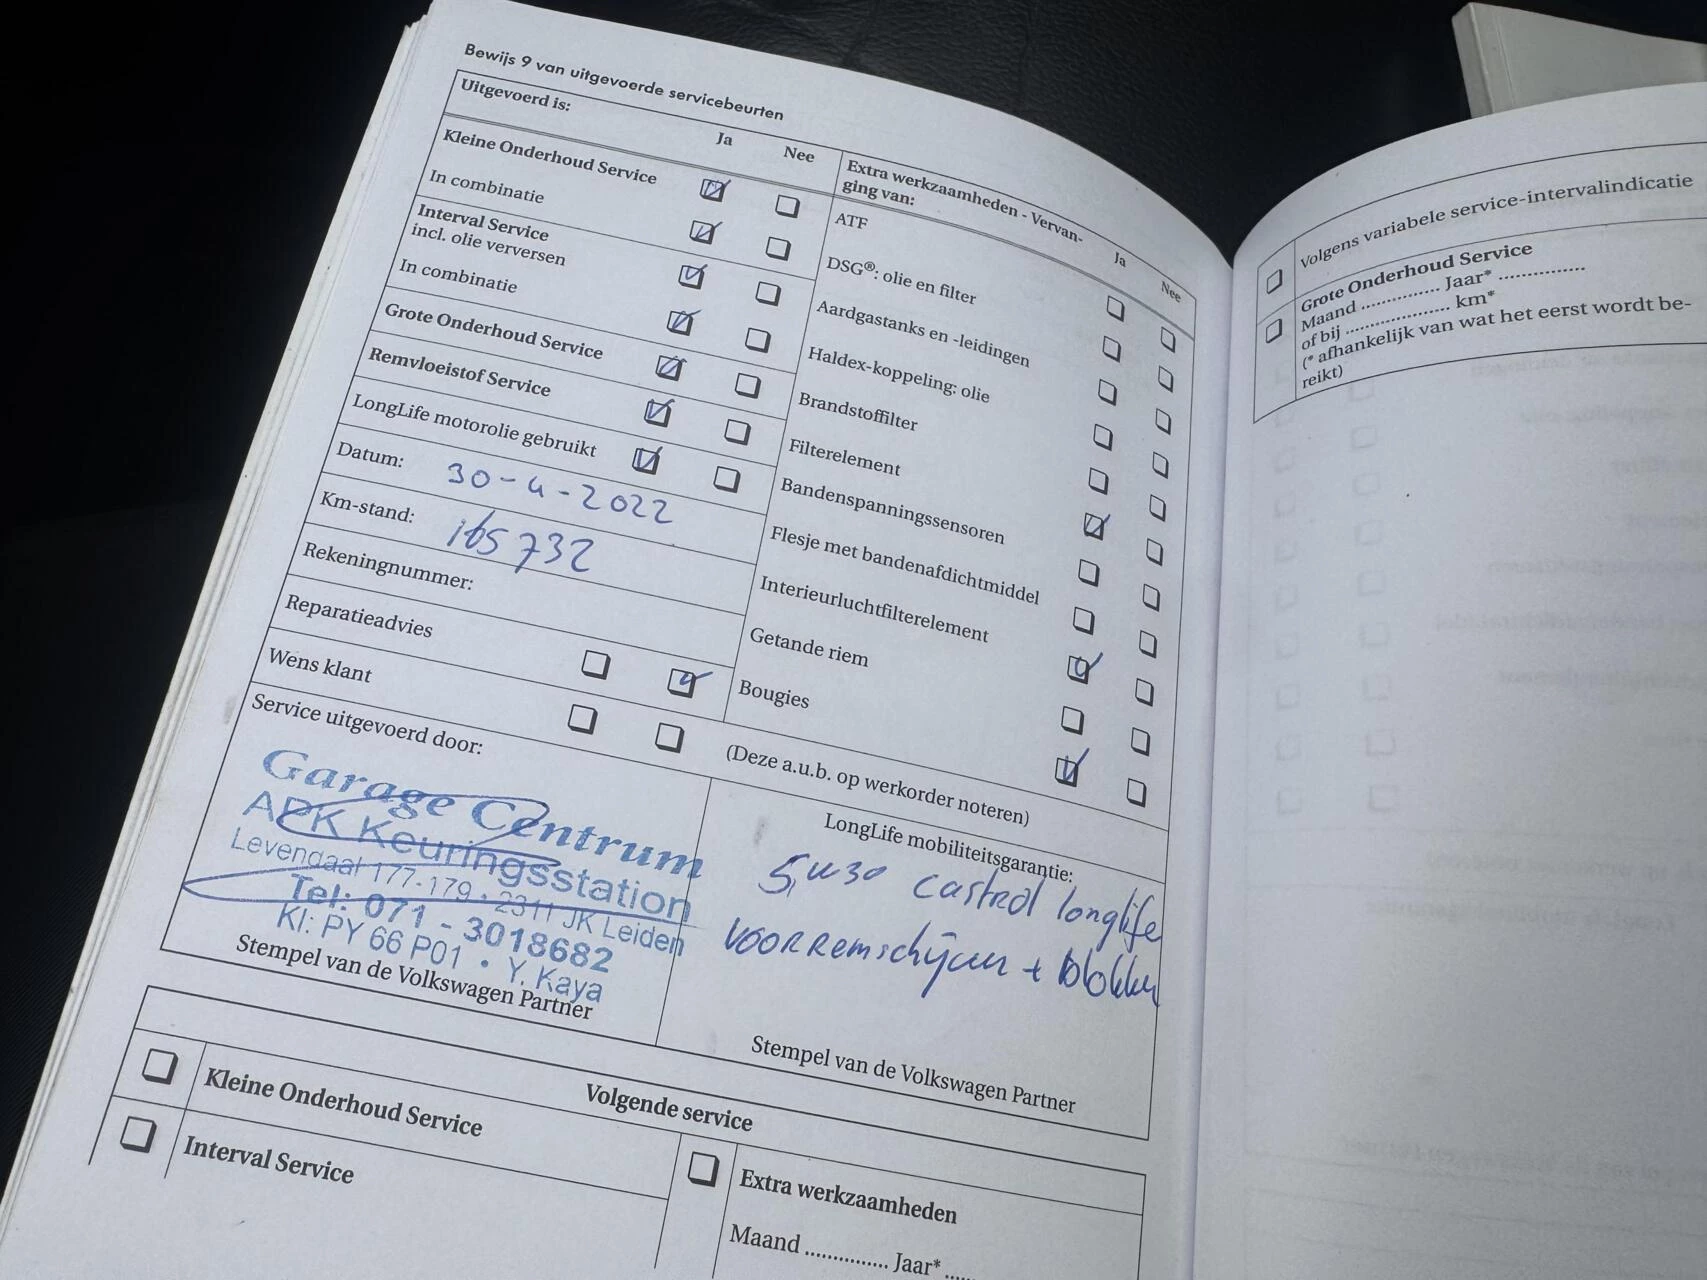 Bewijs 9 van uitgevoerde servicebeurten
Uitgevoerd is:
Ja Nee
Kleine Onderhoud Service
In combinatie
Interval Service
incl. olie verversen
In combinatie
Grote Onderhoud Service
Remvloeistof Service
LongLife motorolie gebruikt
Datum: 30-4-2022
Km-stand: 165732
Rekeningnummer:
Reparatieadvies
Wens klant
(Deze a.u.b. op werkorder noteren)
Extra werkzaamheden - Vervan-
ging van:
Ja Nee
ATF
DSG®: olie en filter
Aardgastanks en -leidingen
Haldex-koppeling: olie
Brandstoffilter
Filterelement
Bandenspanningssensoren
Flesje met bandenafdichtmiddel
Interieurluchtfilterelement
Getande riem
Bougies
Service uitgevoerd door:
Garage Centrum
APK Keuringsstation
Levendaal 177-179 • 2311 JK Leiden
Tel: 071 - 3018682
Kl: PY 66 P01 • Y. Kaya
Stempel van de Volkswagen Partner
LongLife mobiliteitsgarantie:
5w30 castrol longlife
voorremschijven + blokken
Stempel van de Volkswagen Partner
Volgende service
Kleine Onderhoud Service
Interval Service
Extra werkzaamheden
Maand ............... Jaar* .....
Volgens variabele service-intervalindicatie
Grote Onderhoud Service
Maand ............... Jaar* ................
of bij .................... km*
(* afhankelijk van wat het eerst wordt be-
reikt)